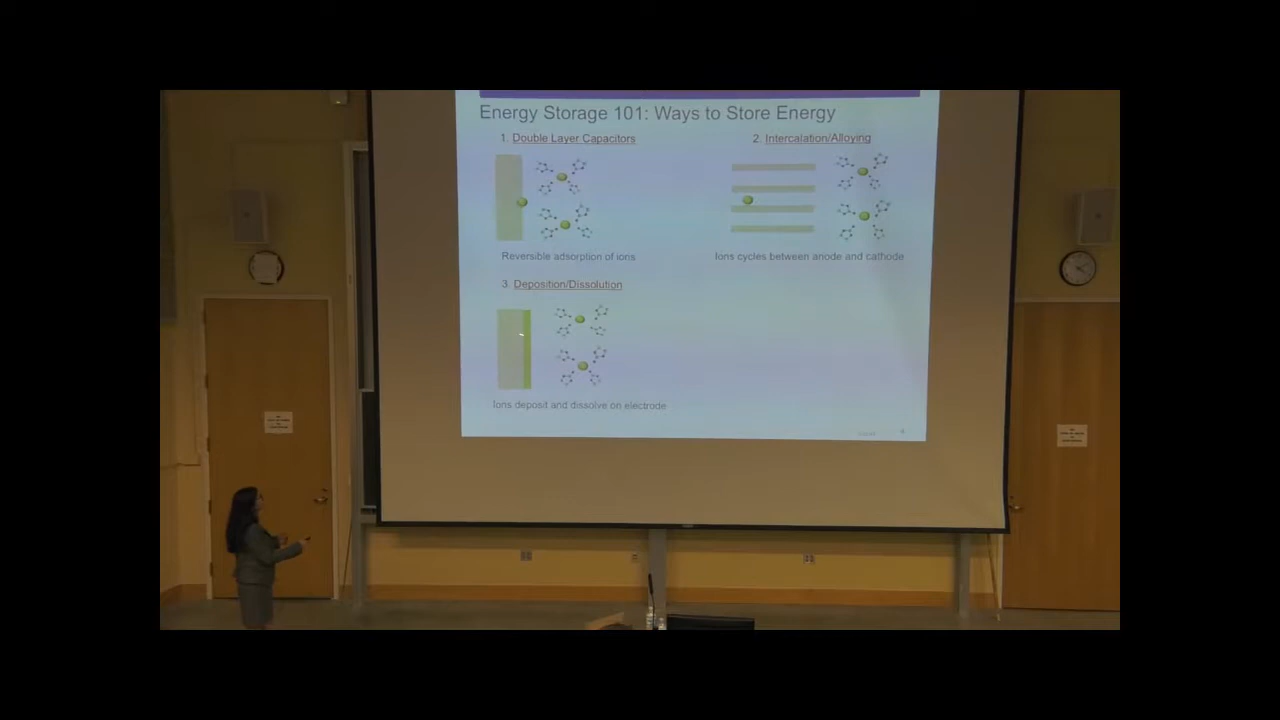 Energy Storage 101: Ways to Store Energy
1. Double Layer Capacitors
2. Intercalation/Alloying
Reversible adsorption of ions
Ions cycles between anode and cathode
3. Deposition/Dissolution
Ions deposit and dissolve on electrode